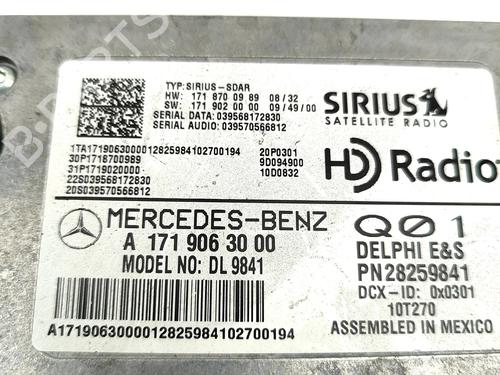 TYP: SIRIUS-SDAR
HW: 171 870 09 89 08/32
SW: 171 902 00 00 09/49/00
SERIAL DATA: 039568172830
SERIAL AUDIO: 039570566812
SIRIUS
SATELLITE RADIO
1TA1719063000012825984102700194 20P0301
30P1718700989 9D094900
31P1719020000- 10D0832
22S039568172830
20S039570566812
HD Radio
MERCEDES-BENZ
A 171 906 30 00
MODEL NO: DL 9841
Q01
DELPHI E&S
PN28259841
DCX-ID: 0x0301
10T270
ASSEMBLED IN MEXICO
A1719063000012825984102700194
B-PARTS